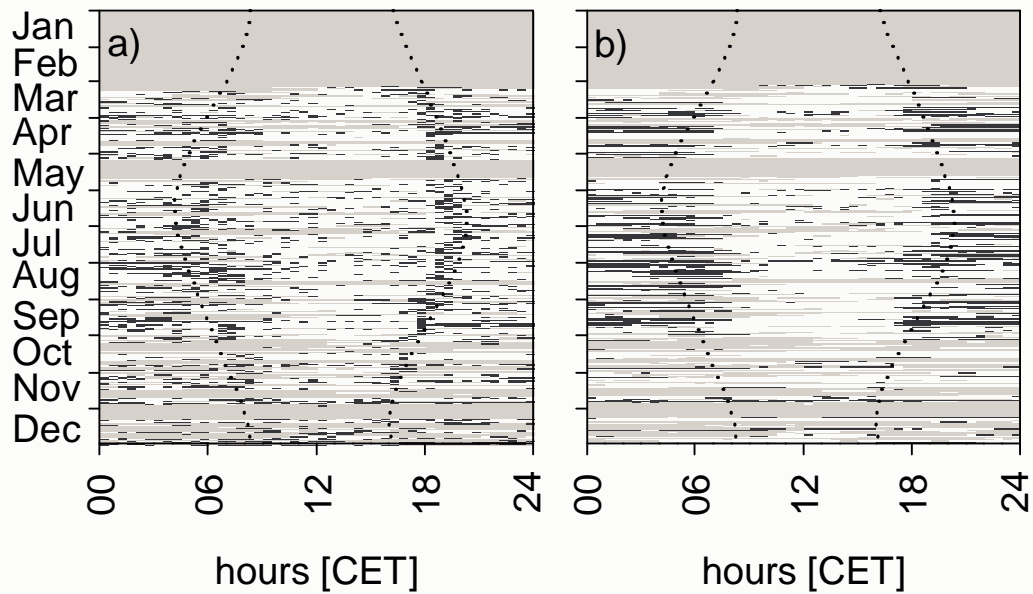 a)
b)
Jan
Feb
Mar
Apr
May
Jun
Jul
Aug
Sep
Oct
Nov
Dec
00 06 12 18 24
00 06 12 18 24
hours [CET]
hours [CET]